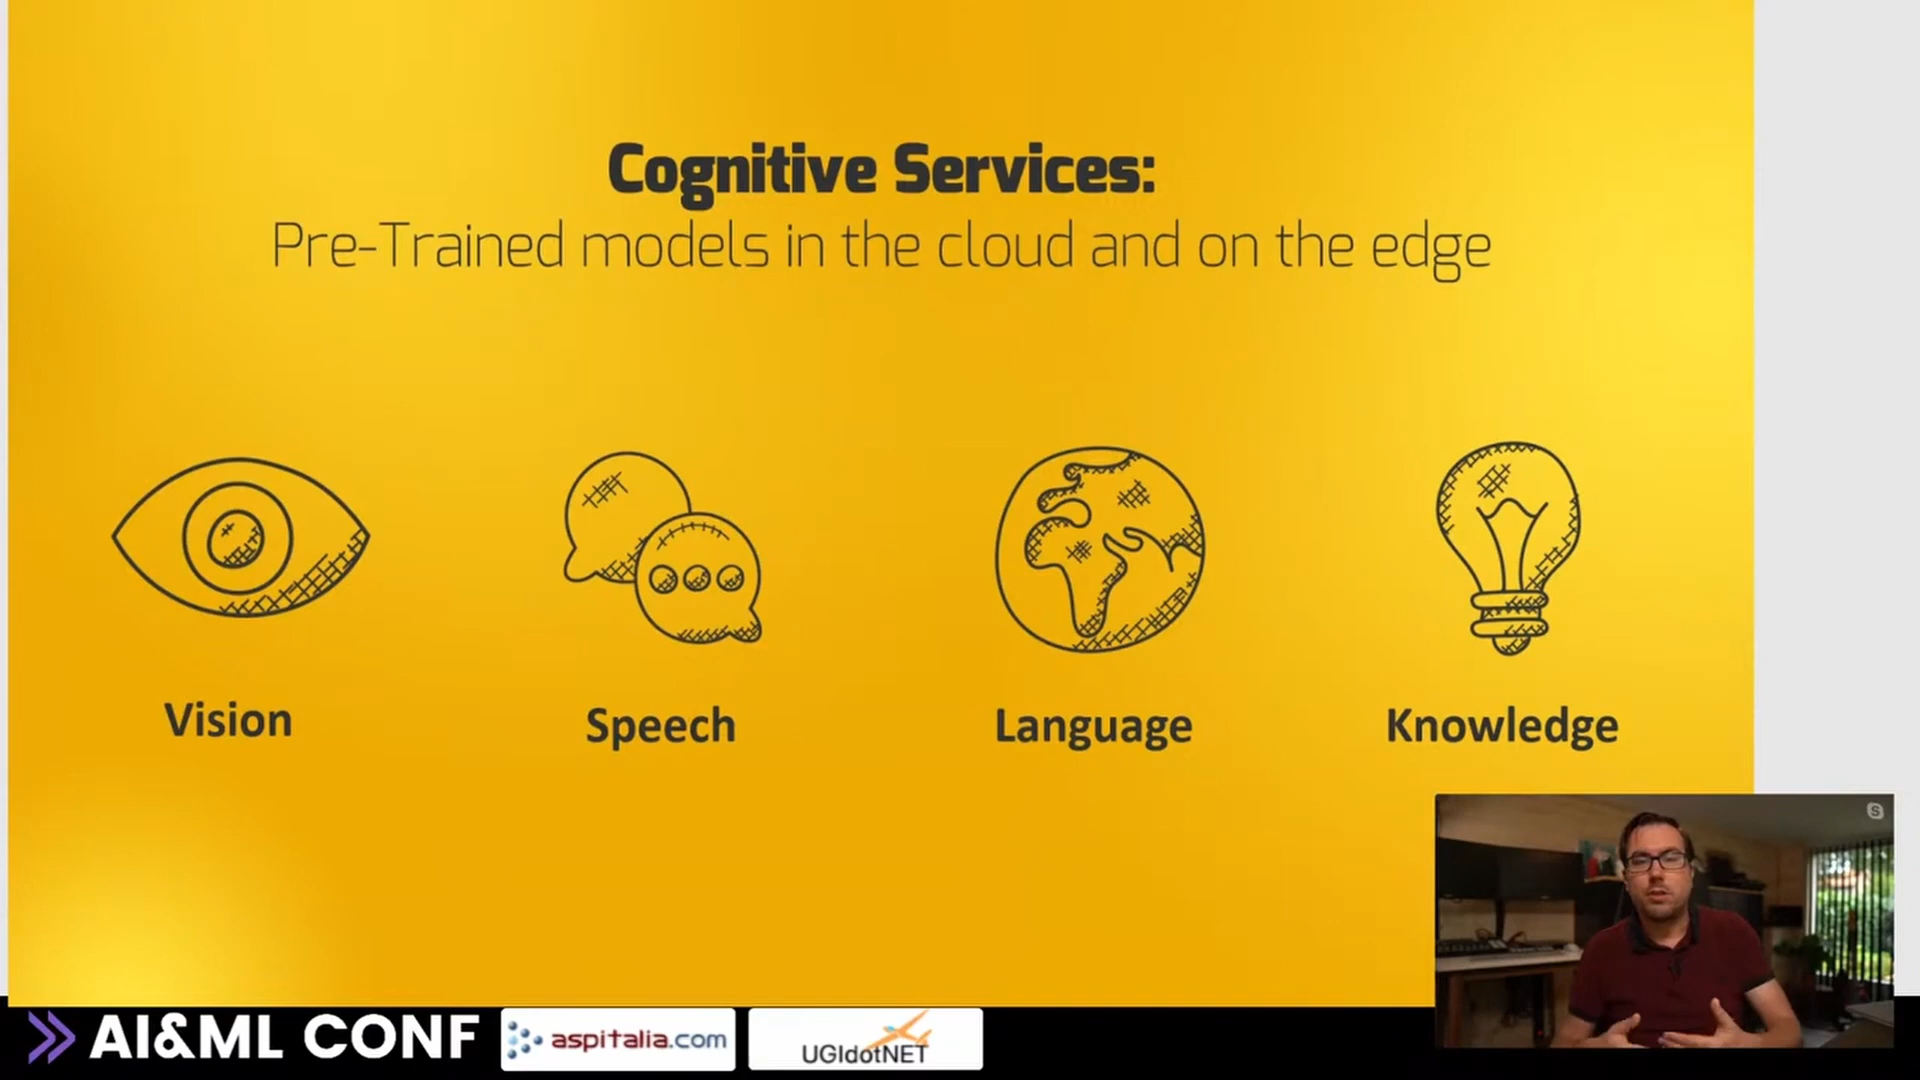 Cognitive Services:
Pre-Trained models in the cloud and on the edge
Vision
Speech
Language
Knowledge
AI&ML CONF
aspitalia.com
UGIdotNET